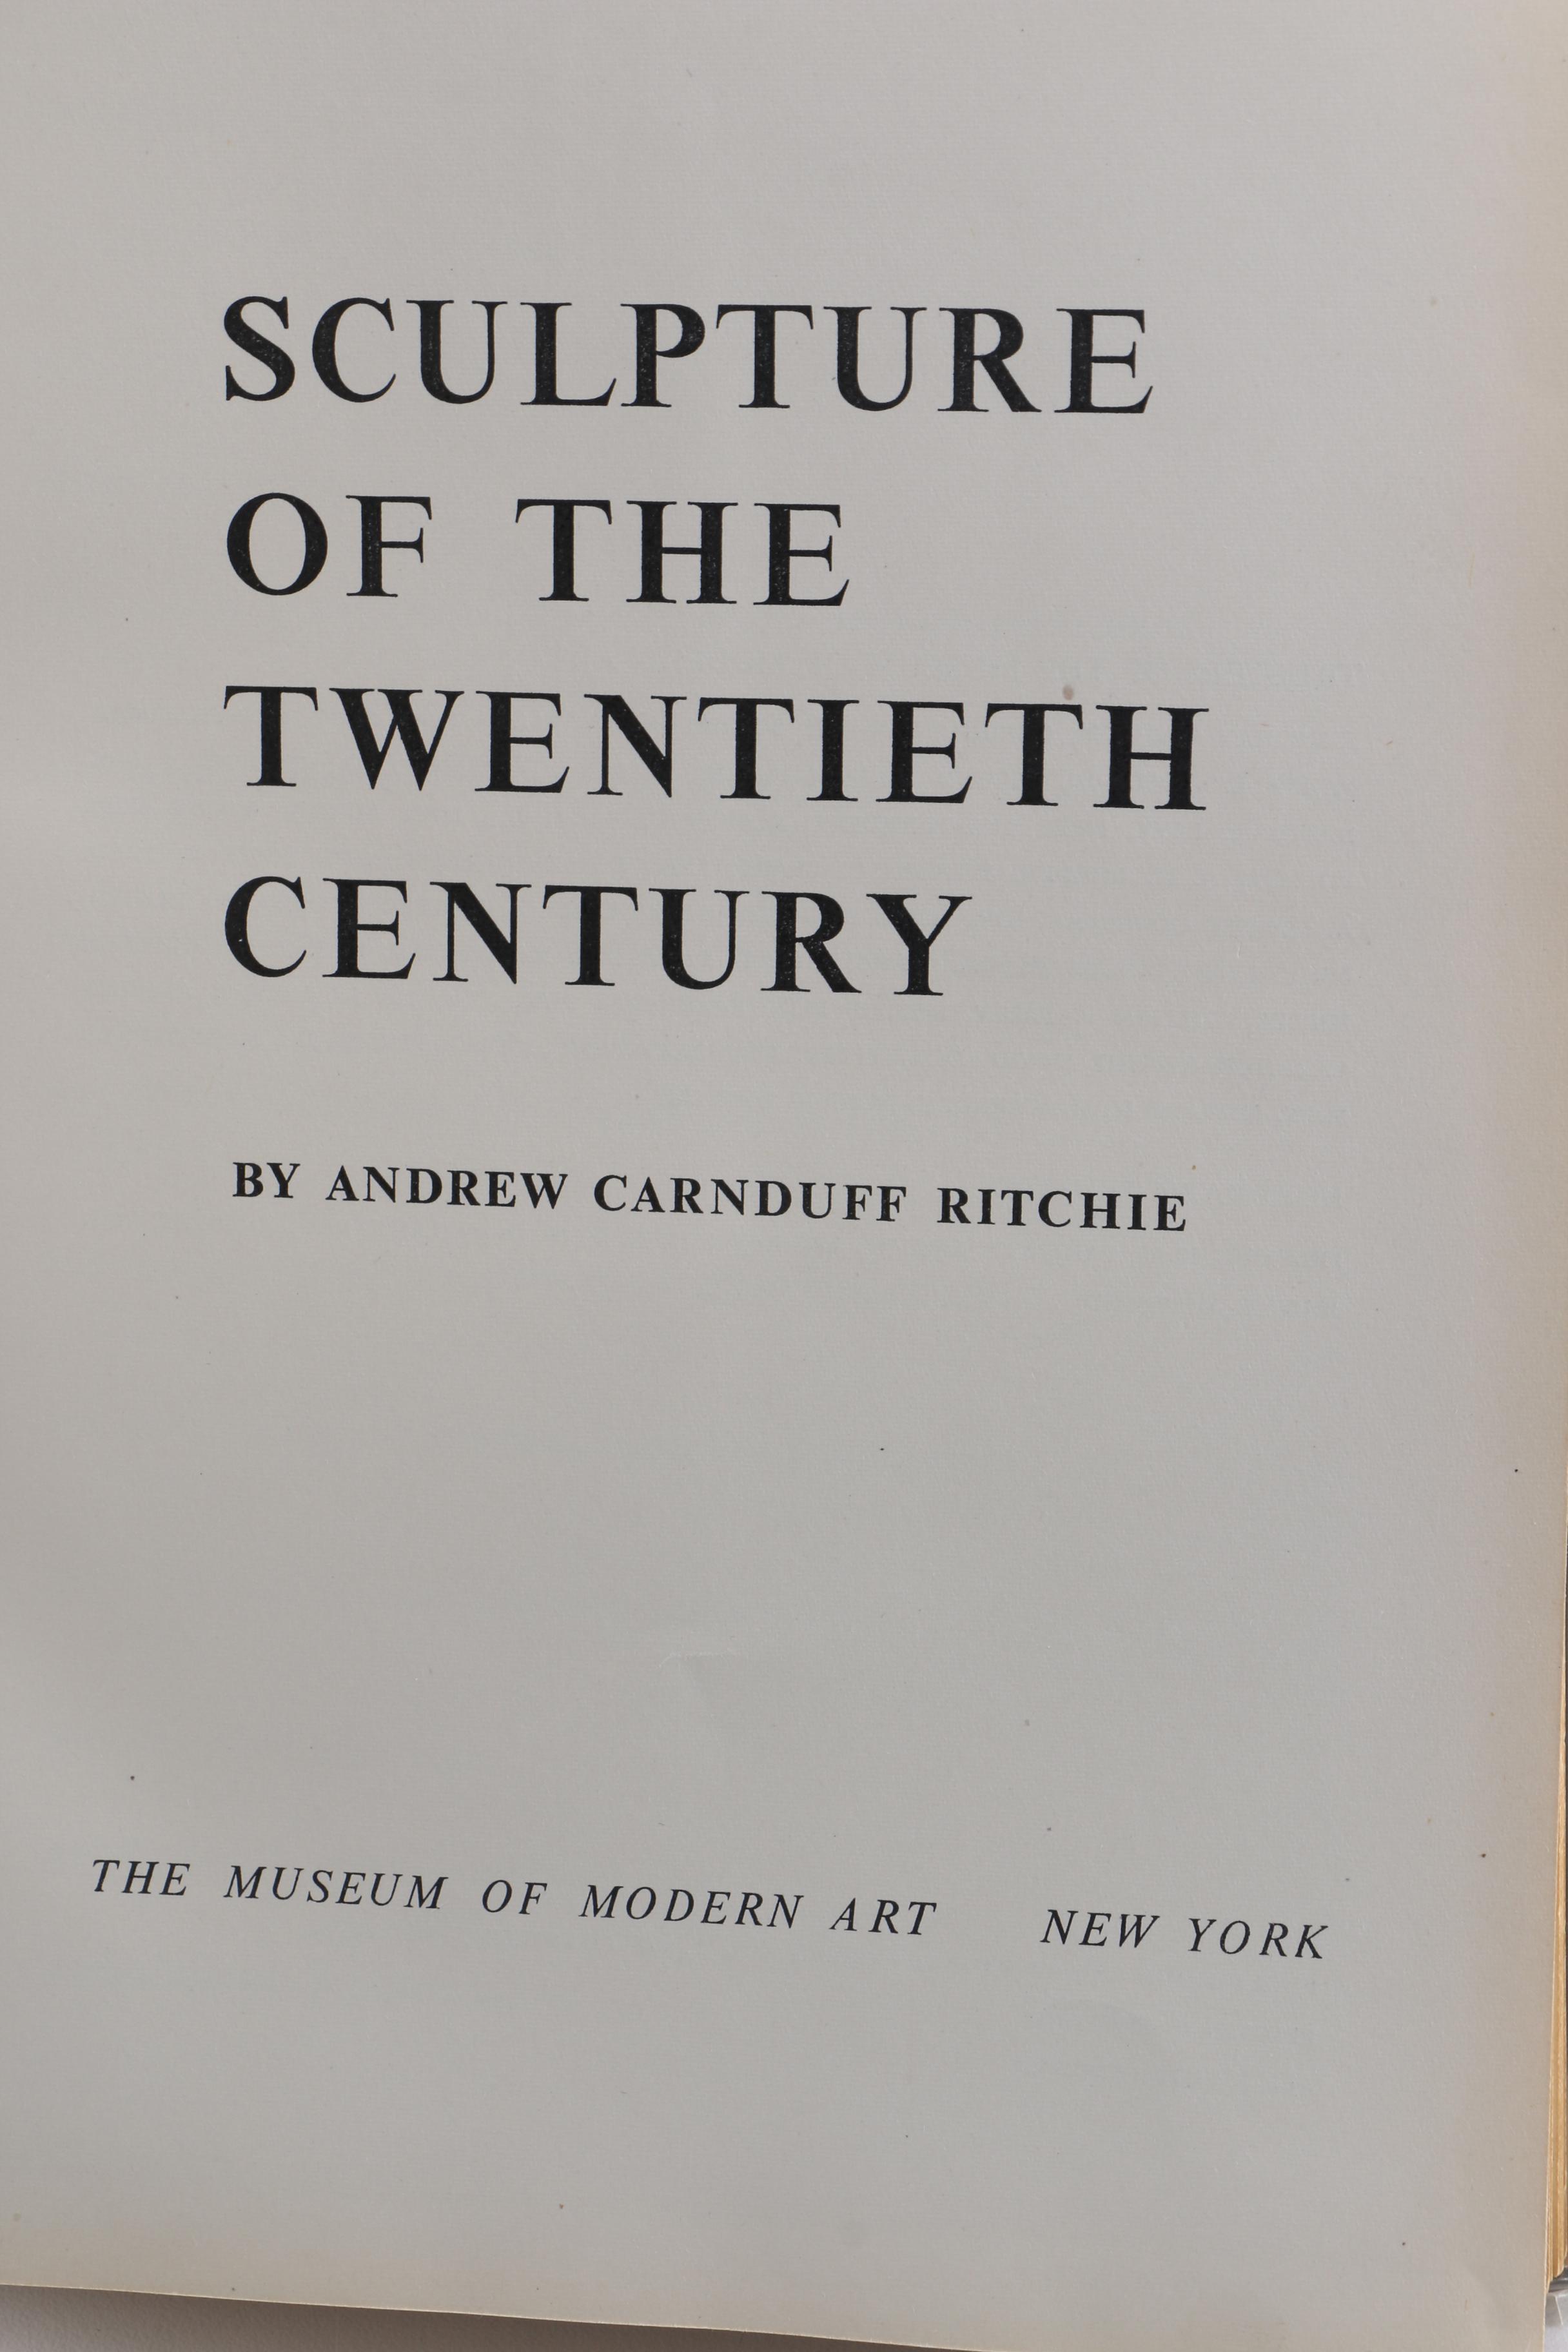 SCULPTURE
OF THE
TWENTIETH
CENTURY
BY ANDREW CARNDUFF RITCHIE
THE MUSEUM OF MODERN ART NEW YORK